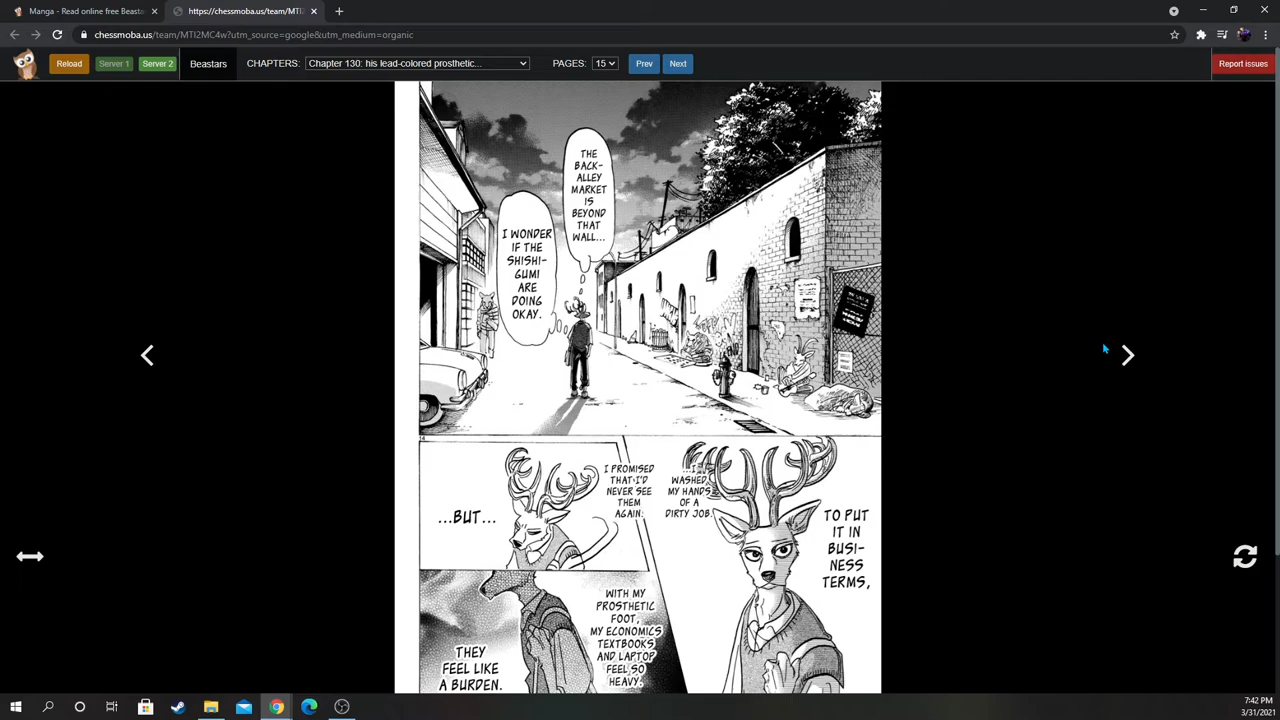 Manga - Read online free Beasta
https://chessmoba.us/team/MTI
chessmoba.us/team/MTI2MC4w?utm_source=google&utm_medium=organic
Reload
Server 1
Server 2
Beastars
CHAPTERS:
Chapter 130: his lead-colored prosthetic...
PAGES:
15
Prev
Next
Report issues
THE
BACK-
ALLEY
MARKET
IS
BEYOND
THAT
WALL...
I WONDER
IF THE
SHISHI-
GUMI
ARE
DOING
OKAY.
14
TO PUT
IT IN
BUSI-
NESS
TERMS,
...I
WASHED
MY HANDS
OF A
DIRTY JOB.
I PROMISED
THAT I'D
NEVER SEE
THEM
AGAIN.
...BUT...
WITH MY
PROSTHETIC
FOOT,
MY ECONOMICS
TEXTBOOKS
AND LAPTOP
FEEL SO
HEAVY.
THEY
FEEL LIKE
A BURDEN.
7:42 PM
3/31/2021